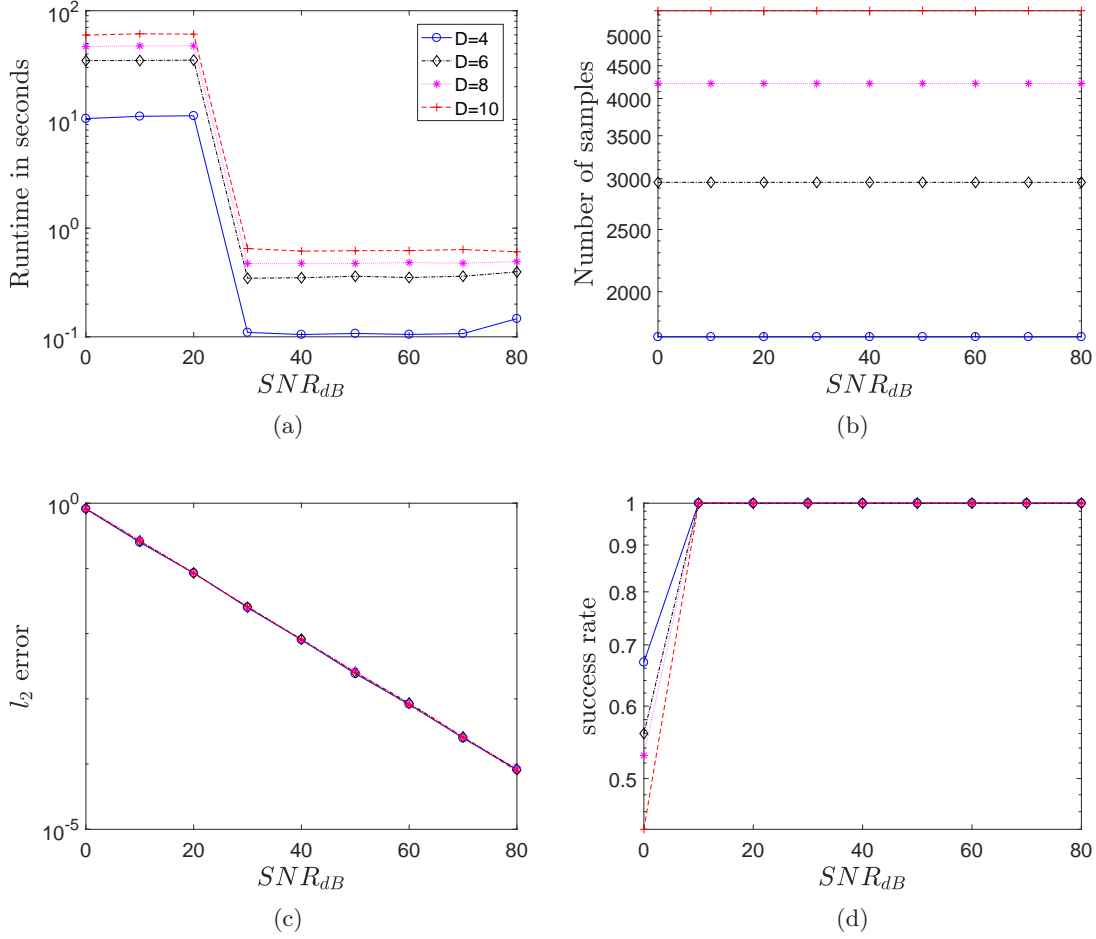 10^2
10^1
10^0
10^-1
Runtime in seconds
0 20 40 60 80
SNR_dB
D=4
D=6
D=8
D=10
(a)
5000
4500
4000
3500
3000
2500
2000
Number of samples
0 20 40 60 80
SNR_dB
(b)
10^0
10^-5
l_2 error
0 20 40 60 80
SNR_dB
(c)
1
0.9
0.8
0.7
0.6
0.5
success rate
0 20 40 60 80
SNR_dB
(d)